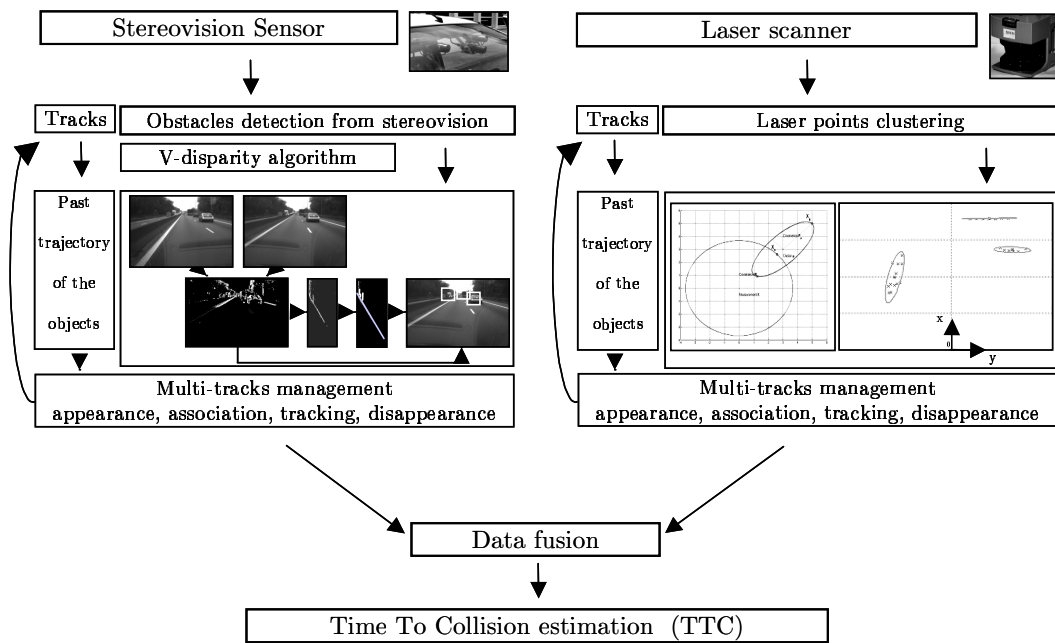 Stereovision Sensor
Laser scanner
Tracks
Obstacles detection from stereovision
V-disparity algorithm
Past
trajectory
of the
objects
Multi-tracks management
appearance, association, tracking, disappearance
Tracks
Laser points clustering
Past
trajectory
of the
objects
x
0
y
Multi-tracks management
appearance, association, tracking, disappearance
Data fusion
Time To Collision estimation (TTC)